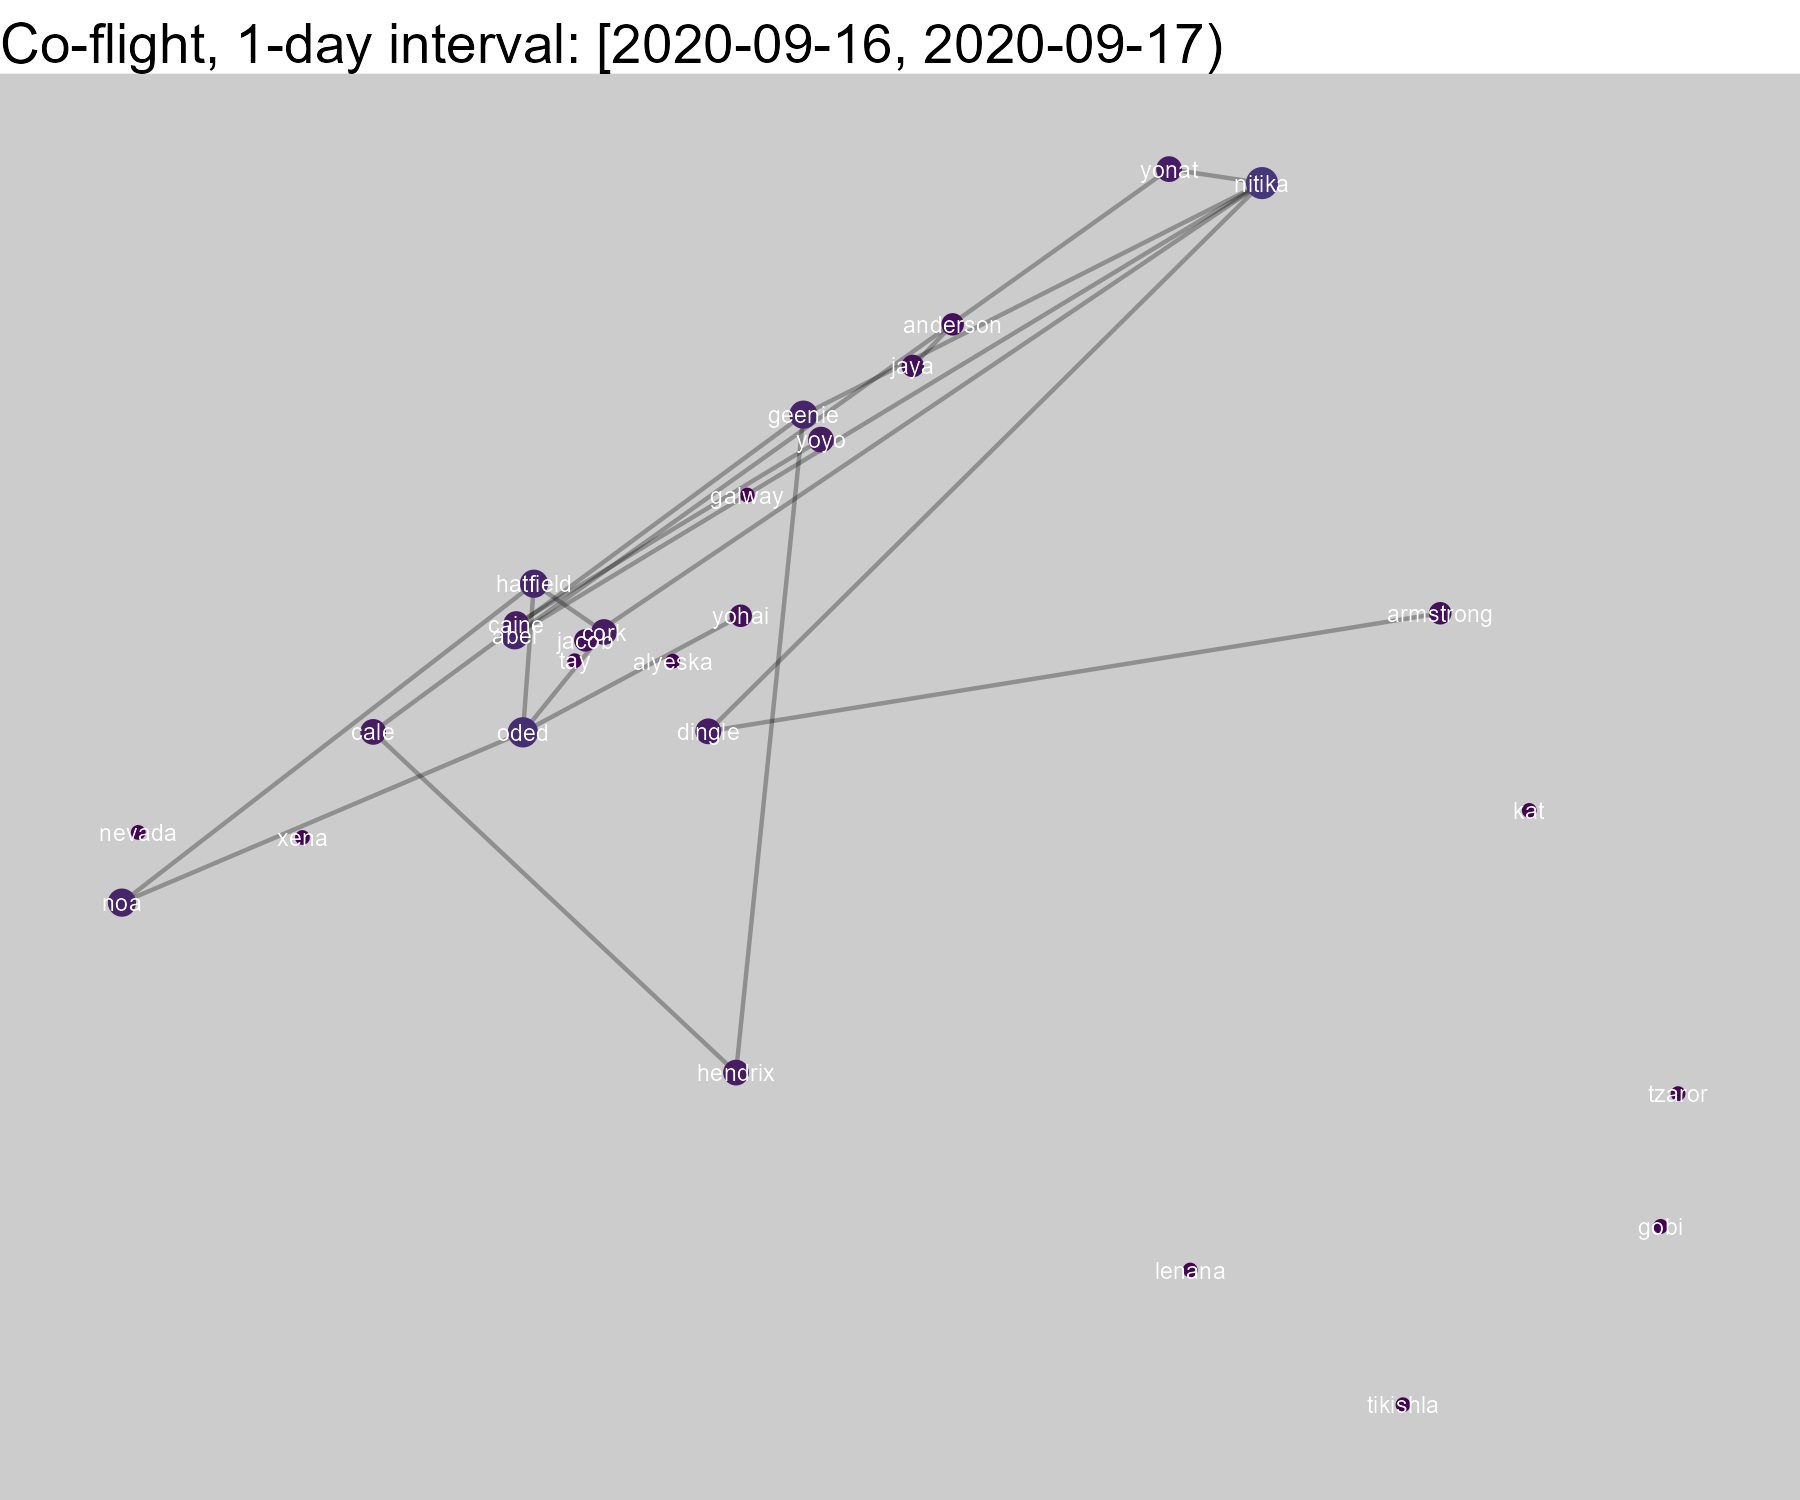 Co-flight, 1-day interval: [2020-09-16, 2020-09-17)
yonat
nitika
anderson
jaya
geenie
yoyo
galway
hatfield
caine
abel
jacob
cork
yohai
armstrong
tay
alyeska
cale
oded
dingle
kat
nevada
xena
noa
hendrix
tzaror
gobi
lenana
tikishla